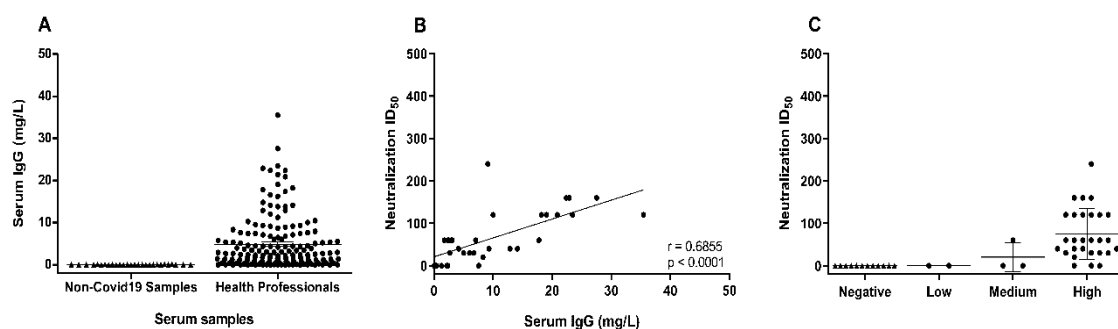 A
Serum IgG (mg/L)
50
40
30
20
10
0
Non-Covid19 Samples Health Professionals
Serum samples
B
Neutralization ID50
500
400
300
200
100
0
r = 0.6855
p < 0.0001
0 10 20 30 40 50
Serum IgG (mg/L)
C
Neutralization ID50
500
400
300
200
100
0
Negative Low Medium High